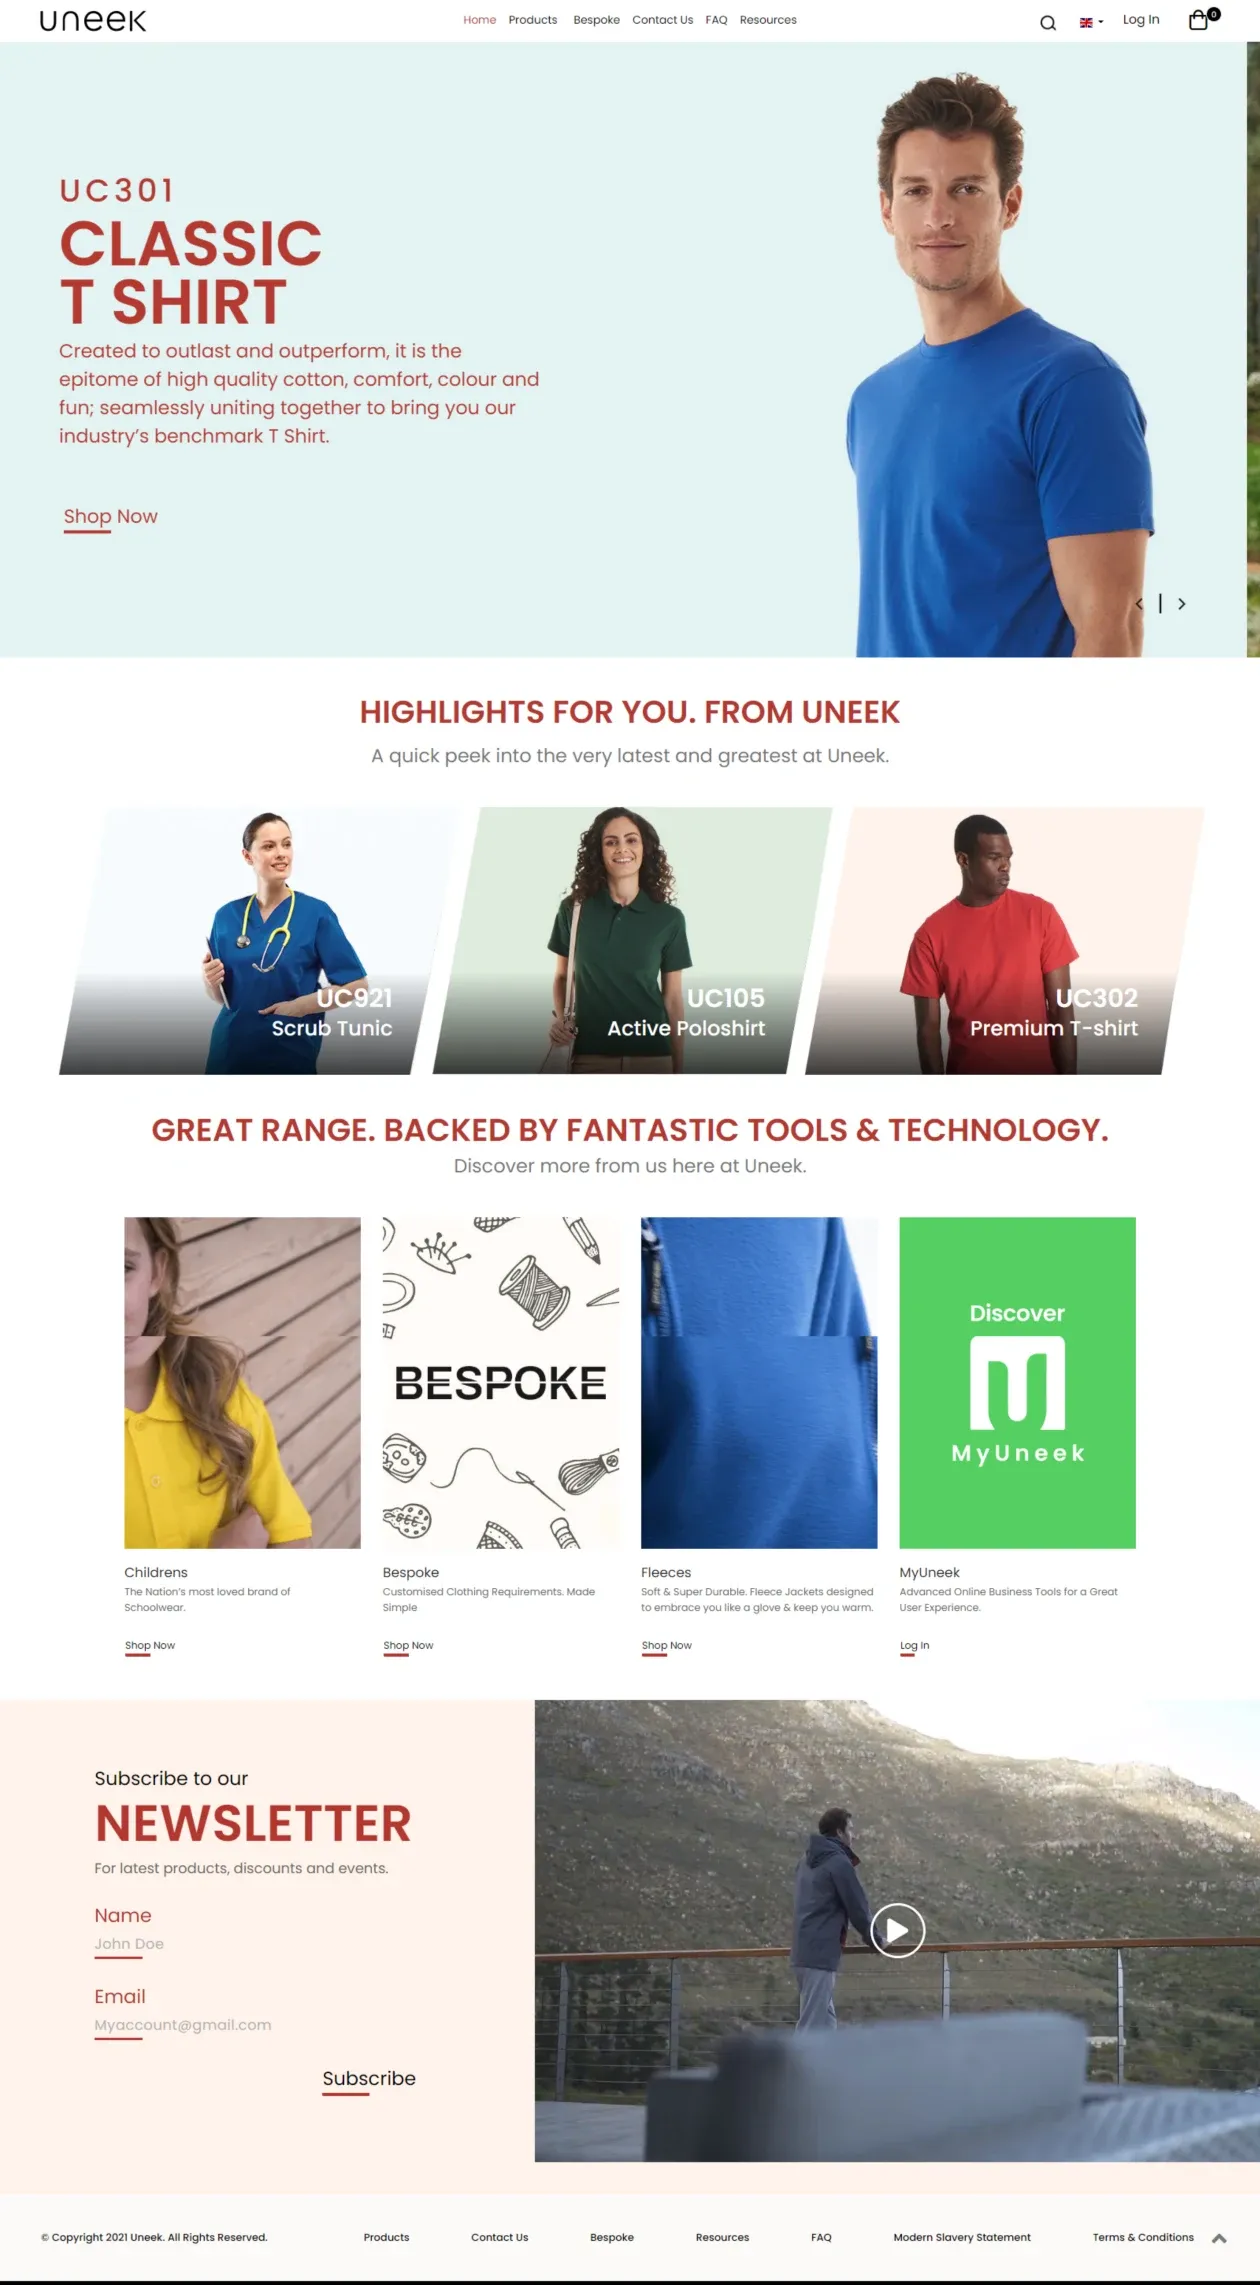 uneek
Home Products Bespoke Contact Us FAQ Resources
Log In
0
UC301
CLASSIC
T SHIRT
Created to outlast and outperform, it is the
epitome of high quality cotton, comfort, colour and
fun; seamlessly uniting together to bring you our
industry’s benchmark T Shirt.
Shop Now
HIGHLIGHTS FOR YOU. FROM UNEEK
A quick peek into the very latest and greatest at Uneek.
UC921
Scrub Tunic
UC105
Active Poloshirt
UC302
Premium T-shirt
GREAT RANGE. BACKED BY FANTASTIC TOOLS & TECHNOLOGY.
Discover more from us here at Uneek.
BESPOKE
Discover
MyUneek
Childrens
The Nation's most loved brand of
Schoolwear.
Shop Now
Bespoke
Customised Clothing Requirements. Made
Simple
Shop Now
Fleeces
Soft & Super Durable. Fleece Jackets designed
to embrace you like a glove & keep you warm.
Shop Now
MyUneek
Advanced Online Business Tools for a Great
User Experience.
Log In
Subscribe to our
NEWSLETTER
For latest products, discounts and events.
Name
John Doe
Email
Myaccount@gmail.com
Subscribe
© Copyright 2021 Uneek. All Rights Reserved. Products Contact Us Bespoke Resources FAQ Modern Slavery Statement Terms & Conditions